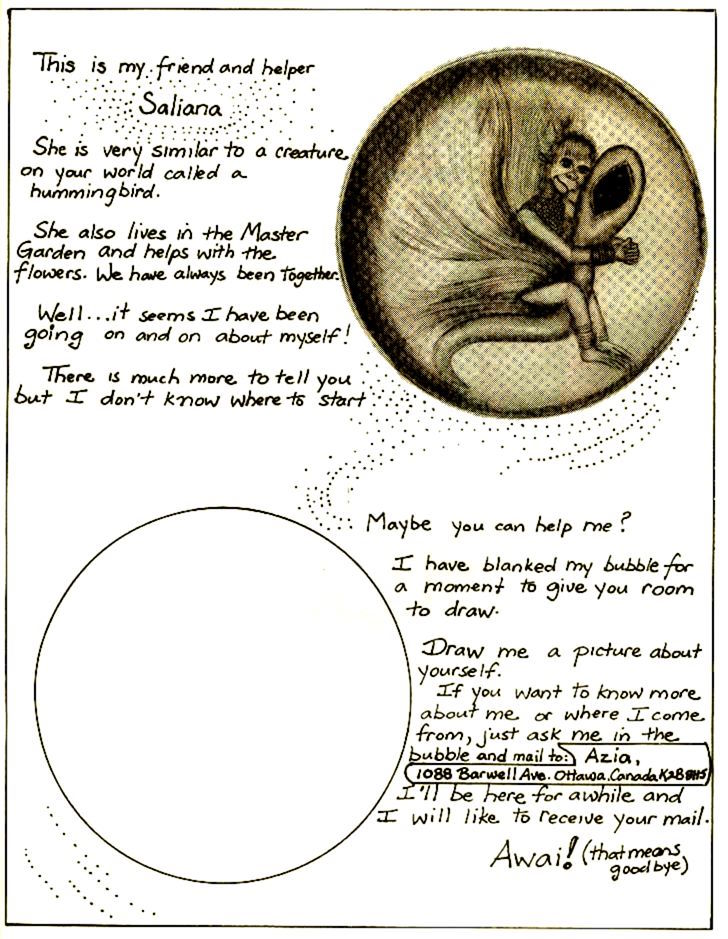 This is my friend and helper
Saliana
She is very similar to a creature
on your world called a
hummingbird.
She also lives in the Master
Garden and helps with the
flowers. We have always been together.
Well...it seems I have been
going on and on about myself!
There is much more to tell you
but I don't know where to start
Maybe you can help me?
I have blanked my bubble for
a moment to give you room
to draw.
Draw me a picture about
yourself.
If you want to know more
about me or where I come
from, just ask me in the
bubble and mail to: Azia,
1088 Barwell Ave. Ottawa, Canada, K2B 8H5
I'll be here for awhile and
I will like to receive your mail.
Awai! (that means
goodbye)